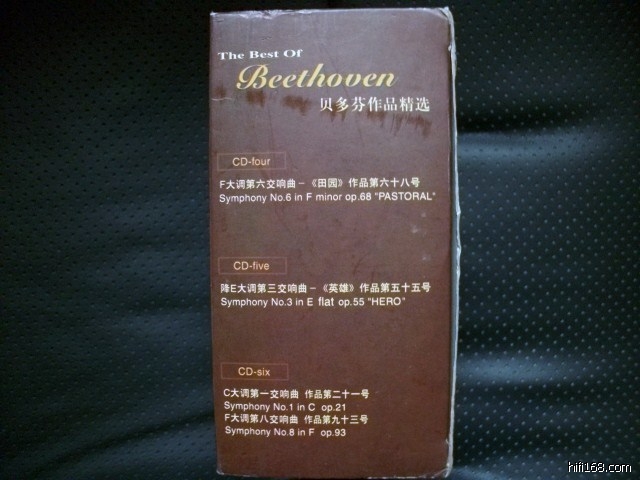 The Best Of
Beethoven
贝多芬作品精选
CD-four
F大调第六交响曲－《田园》作品第六十八号
Symphony No.6 in F minor op.68 "PASTORAL"
CD-five
降E大调第三交响曲－《英雄》作品第五十五号
Symphony No.3 in E flat op.55 "HERO"
CD-six
C大调第一交响曲 作品第二十一号
Symphony No.1 in C op.21
F大调第八交响曲 作品第九十三号
Symphony No.8 in F op.93
hifi168.com